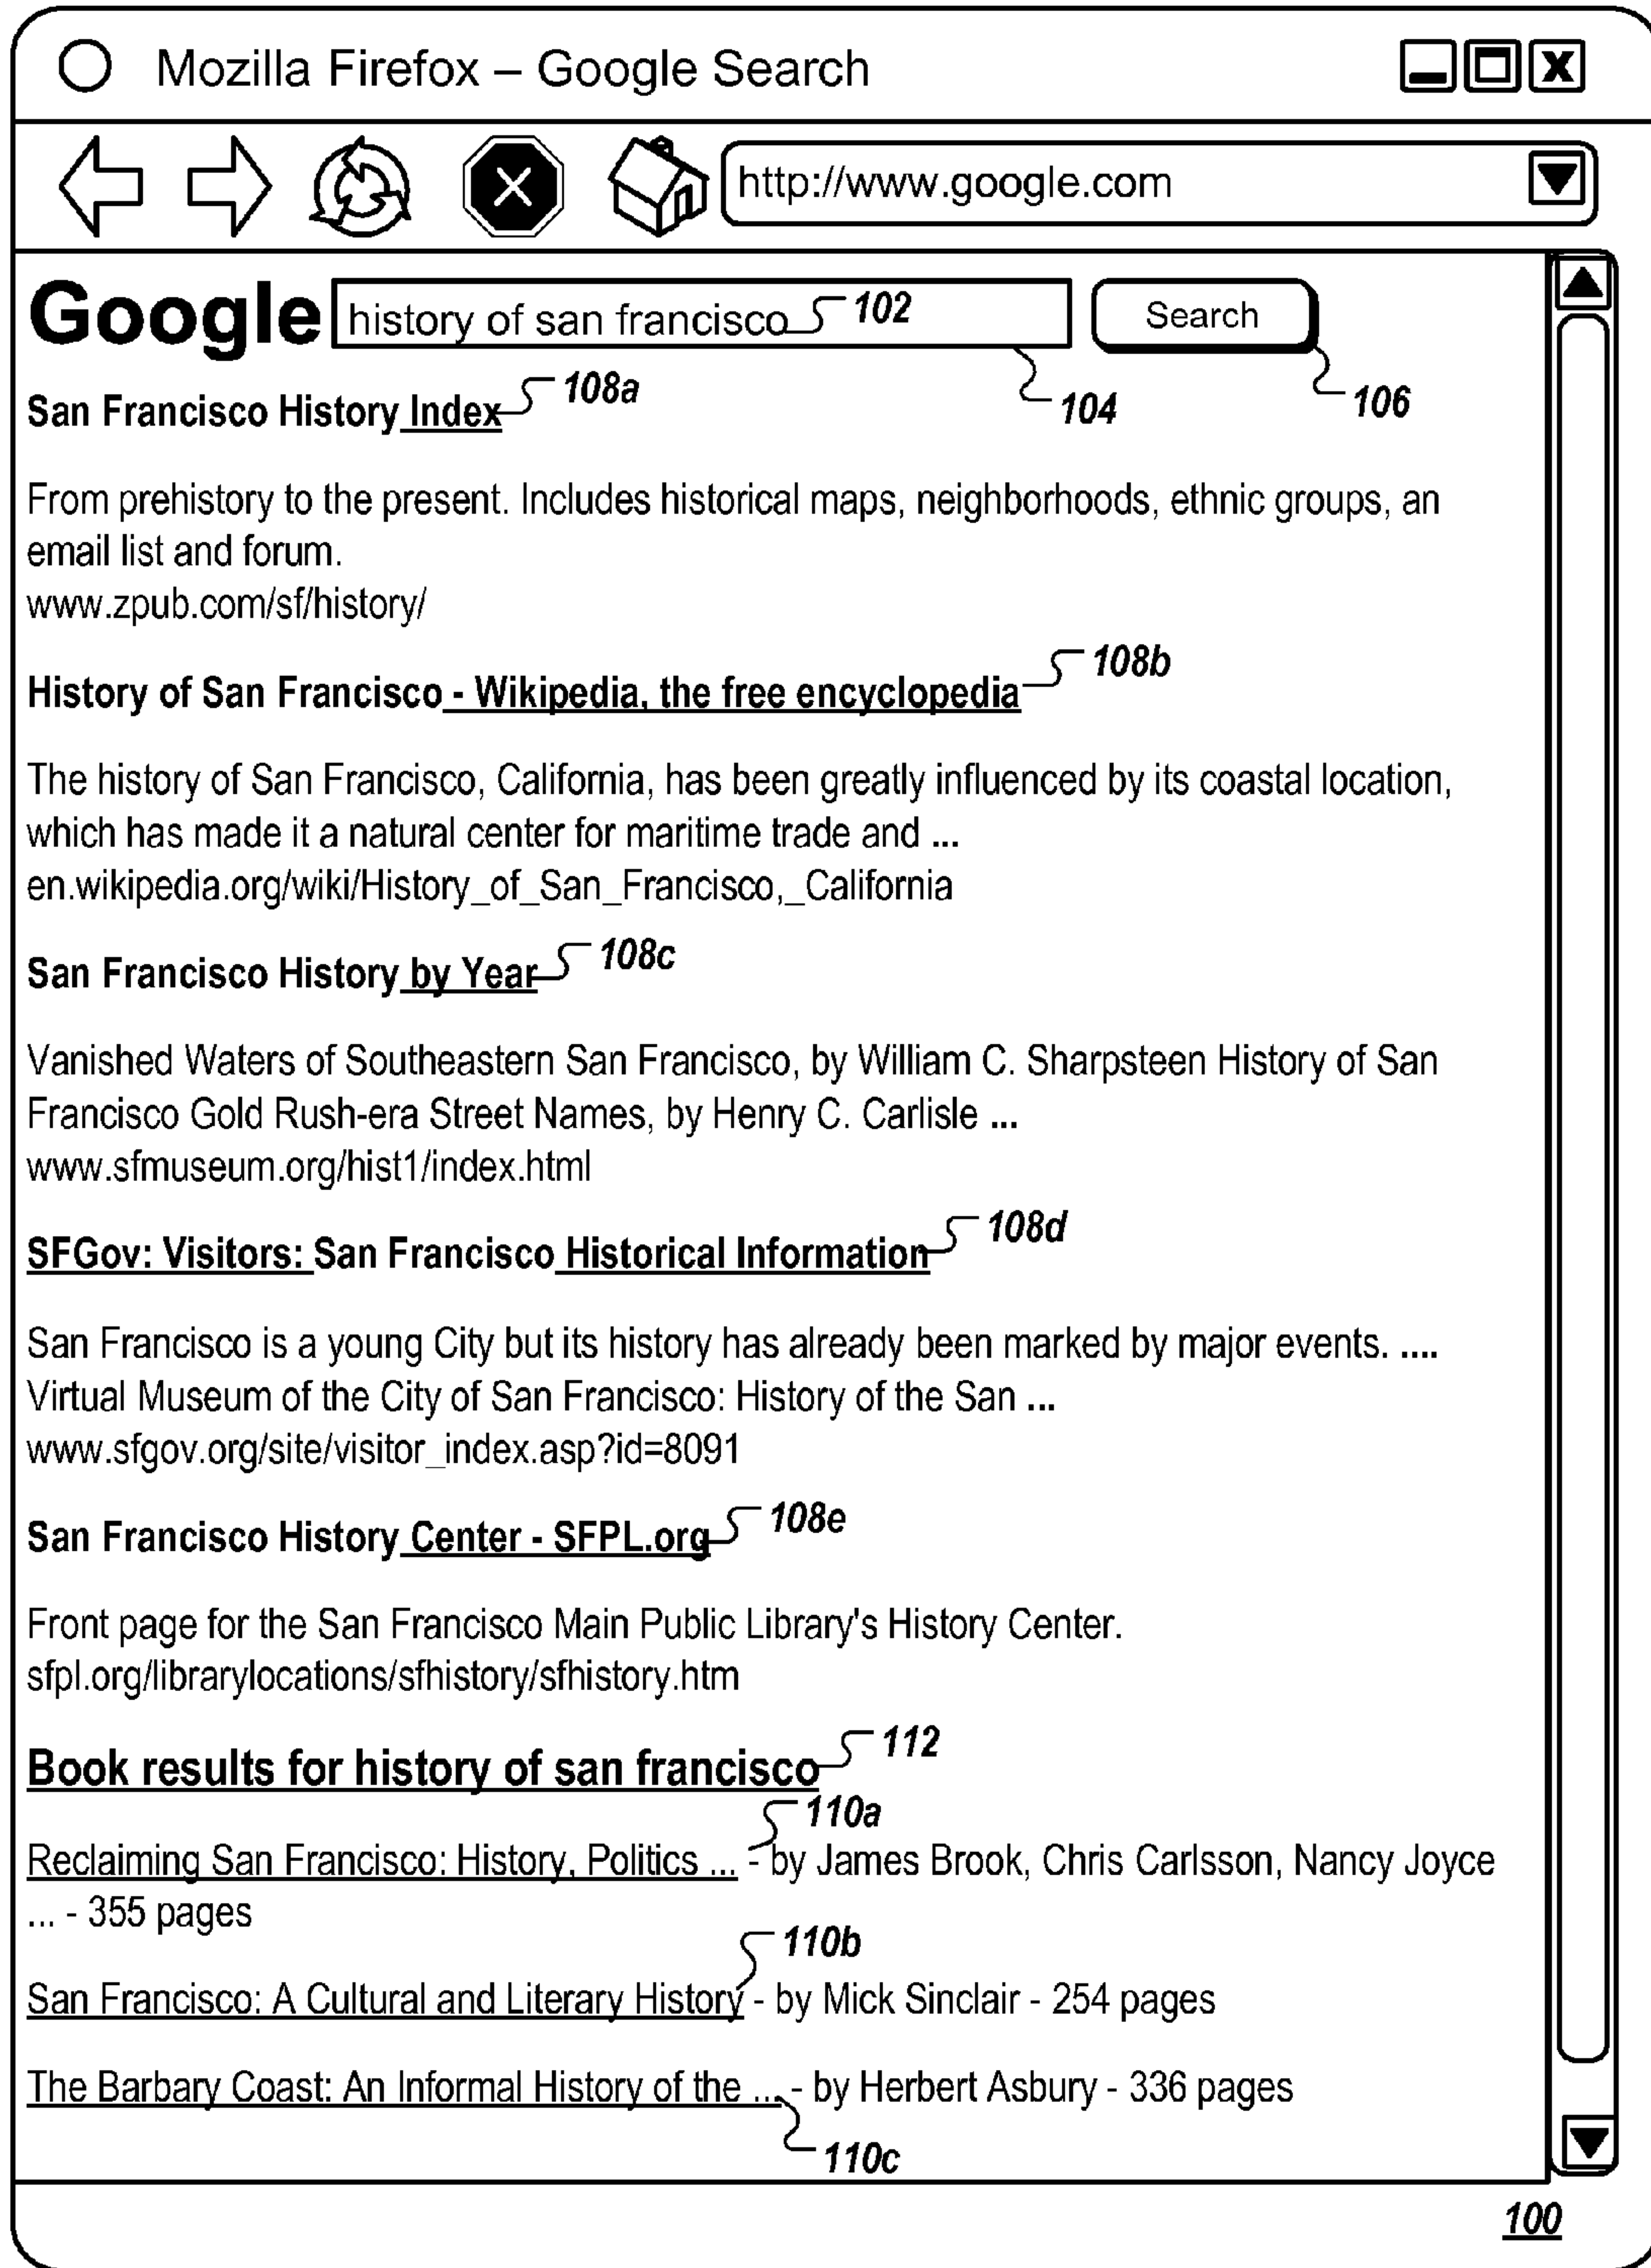 Mozilla Firefox – Google Search
http://www.google.com
Google history of san francisco 102 Search
104 106
San Francisco History Index 108a
From prehistory to the present. Includes historical maps, neighborhoods, ethnic groups, an
email list and forum.
www.zpub.com/sf/history/
History of San Francisco - Wikipedia, the free encyclopedia 108b
The history of San Francisco, California, has been greatly influenced by its coastal location,
which has made it a natural center for maritime trade and ...
en.wikipedia.org/wiki/History_of_San_Francisco,_California
San Francisco History by Year 108c
Vanished Waters of Southeastern San Francisco, by William C. Sharpsteen History of San
Francisco Gold Rush-era Street Names, by Henry C. Carlisle ...
www.sfmuseum.org/hist1/index.html
SFGov: Visitors: San Francisco Historical Information 108d
San Francisco is a young City but its history has already been marked by major events. ....
Virtual Museum of the City of San Francisco: History of the San ...
www.sfgov.org/site/visitor_index.asp?id=8091
San Francisco History Center - SFPL.org 108e
Front page for the San Francisco Main Public Library's History Center.
sfpl.org/librarylocations/sfhistory/sfhistory.htm
Book results for history of san francisco 112
110a
Reclaiming San Francisco: History, Politics ... - by James Brook, Chris Carlsson, Nancy Joyce
... - 355 pages
110b
San Francisco: A Cultural and Literary History - by Mick Sinclair - 254 pages
The Barbary Coast: An Informal History of the ... - by Herbert Asbury - 336 pages
110c
100